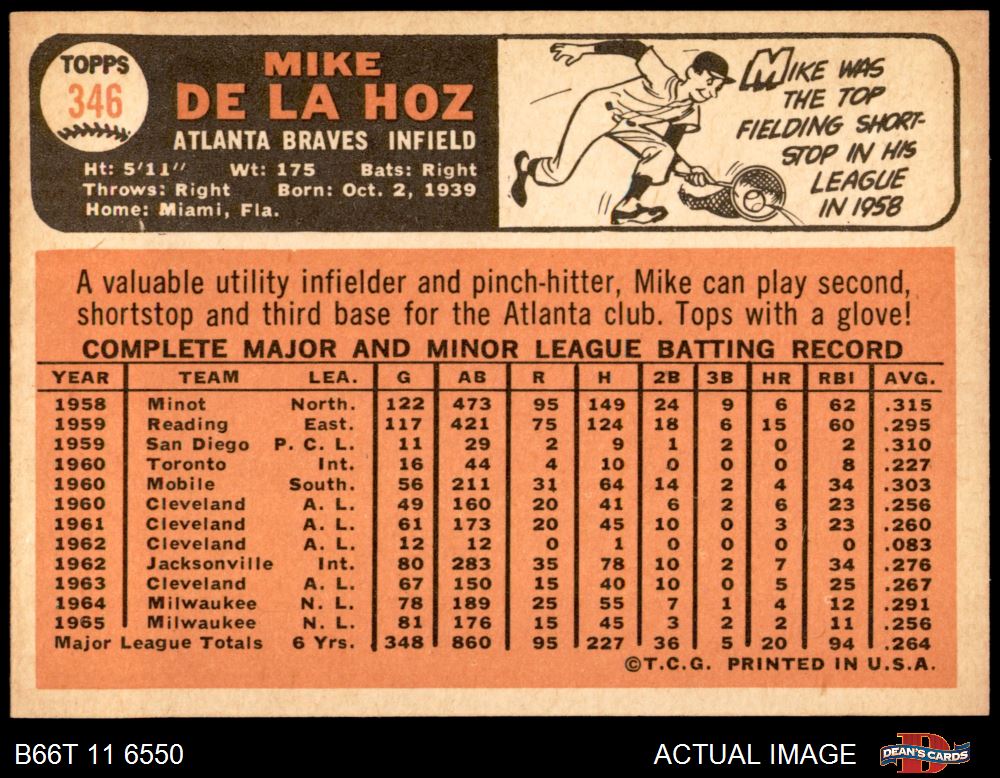 TOPPS
346
MIKE
DE LA HOZ
ATLANTA BRAVES INFIELD
Ht: 5'11" Wt: 175 Bats: Right
Throws: Right Born: Oct. 2, 1939
Home: Miami, Fla.
MIKE WAS
THE TOP
FIELDING SHORT-
STOP IN HIS
LEAGUE
IN 1958
A valuable utility infielder and pinch-hitter, Mike can play second,
shortstop and third base for the Atlanta club. Tops with a glove!
COMPLETE MAJOR AND MINOR LEAGUE BATTING RECORD
YEAR TEAM LEA. G AB R H 2B 3B HR RBI AVG.
1958 Minot North. 122 473 95 149 24 9 6 62 .315
1959 Reading East. 117 421 75 124 18 6 15 60 .295
1959 San Diego P. C. L. 11 29 2 9 1 2 0 2 .310
1960 Toronto Int. 16 44 4 10 0 0 0 8 .227
1960 Mobile South. 56 211 31 64 14 2 4 34 .303
1960 Cleveland A. L. 49 160 20 41 6 2 6 23 .256
1961 Cleveland A. L. 61 173 20 45 10 0 3 23 .260
1962 Cleveland A. L. 12 12 0 1 0 0 0 0 .083
1962 Jacksonville Int. 80 283 35 78 10 2 7 34 .276
1963 Cleveland A. L. 67 150 15 40 10 0 5 25 .267
1964 Milwaukee N. L. 78 189 25 55 7 1 4 12 .291
1965 Milwaukee N. L. 81 176 15 45 3 2 2 11 .256
Major League Totals 6 Yrs. 348 860 95 227 36 5 20 94 .264
©T.C.G. PRINTED IN U.S.A.
B66T 11 6550 ACTUAL IMAGE DEAN'S CARDS